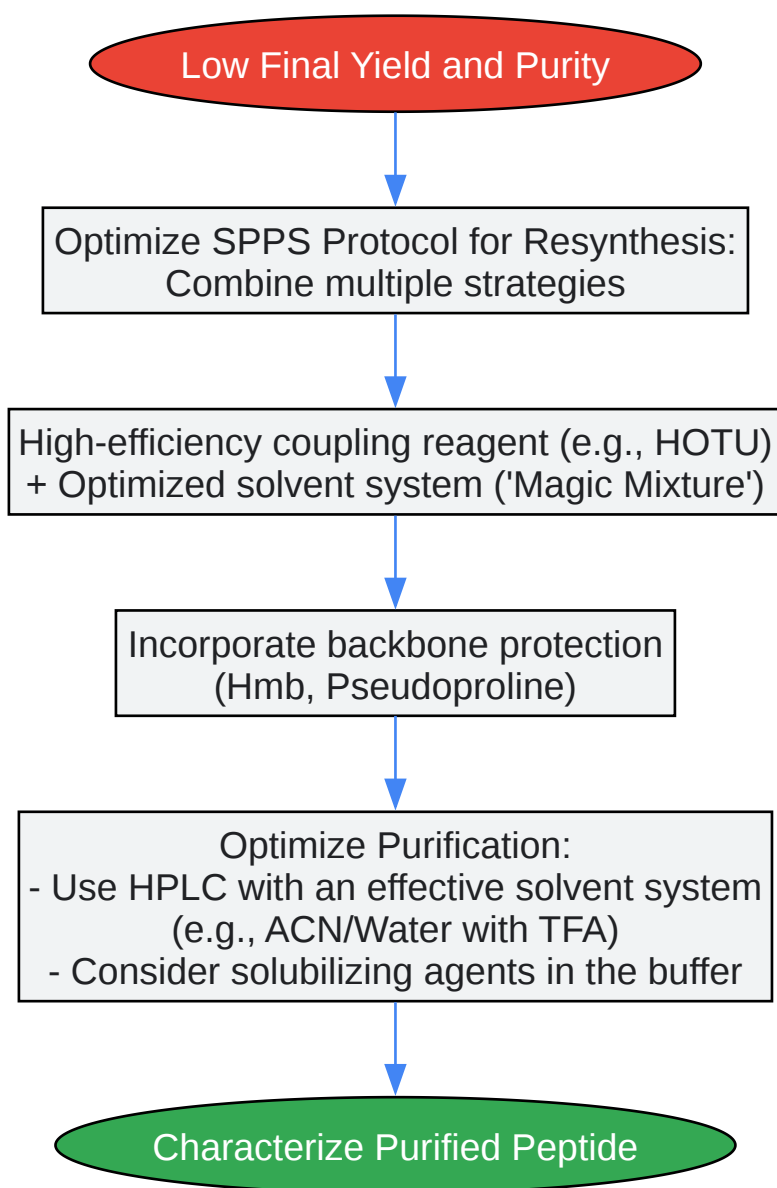 Low Final Yield and Purity
Optimize SPPS Protocol for Resynthesis:
Combine multiple strategies
High-efficiency coupling reagent (e.g., HOTU)
+ Optimized solvent system ('Magic Mixture')
Incorporate backbone protection
(Hmb, Pseudoproline)
Optimize Purification:
- Use HPLC with an effective solvent system
(e.g., ACN/Water with TFA)
- Consider solubilizing agents in the buffer
Characterize Purified Peptide